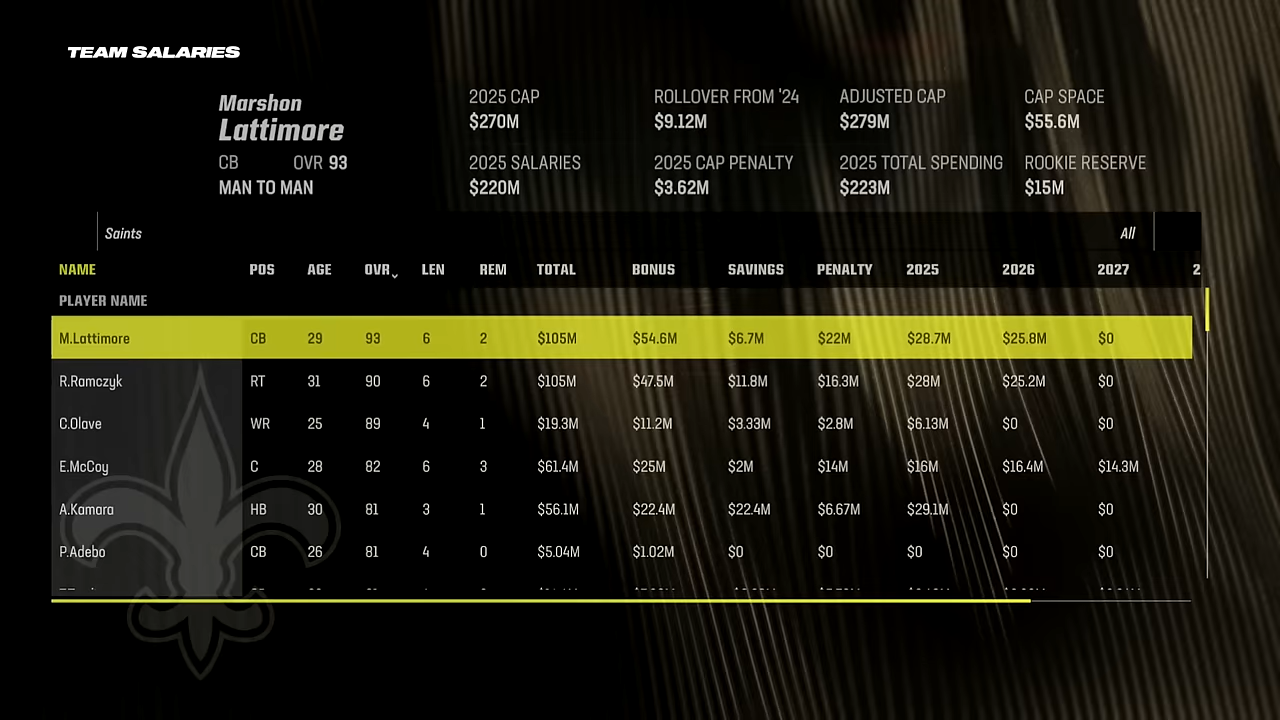 TEAM SALARIES
Marshon
Lattimore
CB OVR 93
MAN TO MAN
2025 CAP ROLLOVER FROM '24 ADJUSTED CAP CAP SPACE
$270M $9.12M $279M $55.6M
2025 SALARIES 2025 CAP PENALTY 2025 TOTAL SPENDING ROOKIE RESERVE
$220M $3.62M $223M $15M
Saints All
NAME POS AGE OVR LEN REM TOTAL BONUS SAVINGS PENALTY 2025 2026 2027 2
PLAYER NAME
M.Lattimore CB 29 93 6 2 $105M $54.6M $6.7M $22M $28.7M $25.8M $0
R.Ramczyk RT 31 90 6 2 $105M $47.5M $11.8M $16.3M $28M $25.2M $0
C.Olave WR 25 89 4 1 $19.3M $11.2M $3.33M $2.8M $6.13M $0 $0
E.McCoy C 28 82 6 3 $61.4M $25M $2M $14M $16M $16.4M $14.3M
A.Kamara HB 30 81 3 1 $56.1M $22.4M $22.4M $6.67M $29.1M $0 $0
P.Adebo CB 26 81 4 0 $5.04M $1.02M $0 $0 $0 $0 $0